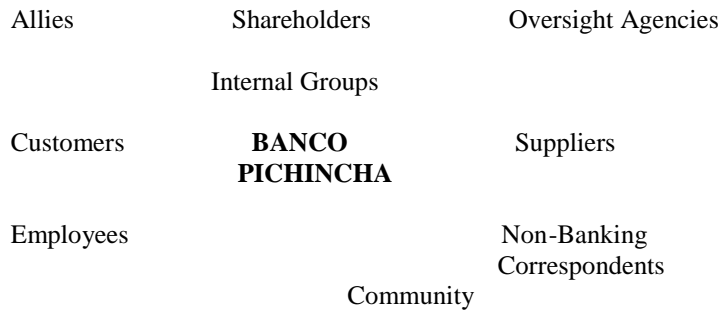 Allies Shareholders Oversight Agencies
Internal Groups
Customers BANCO Suppliers
PICHINCHA
Employees Non-Banking
Correspondents
Community